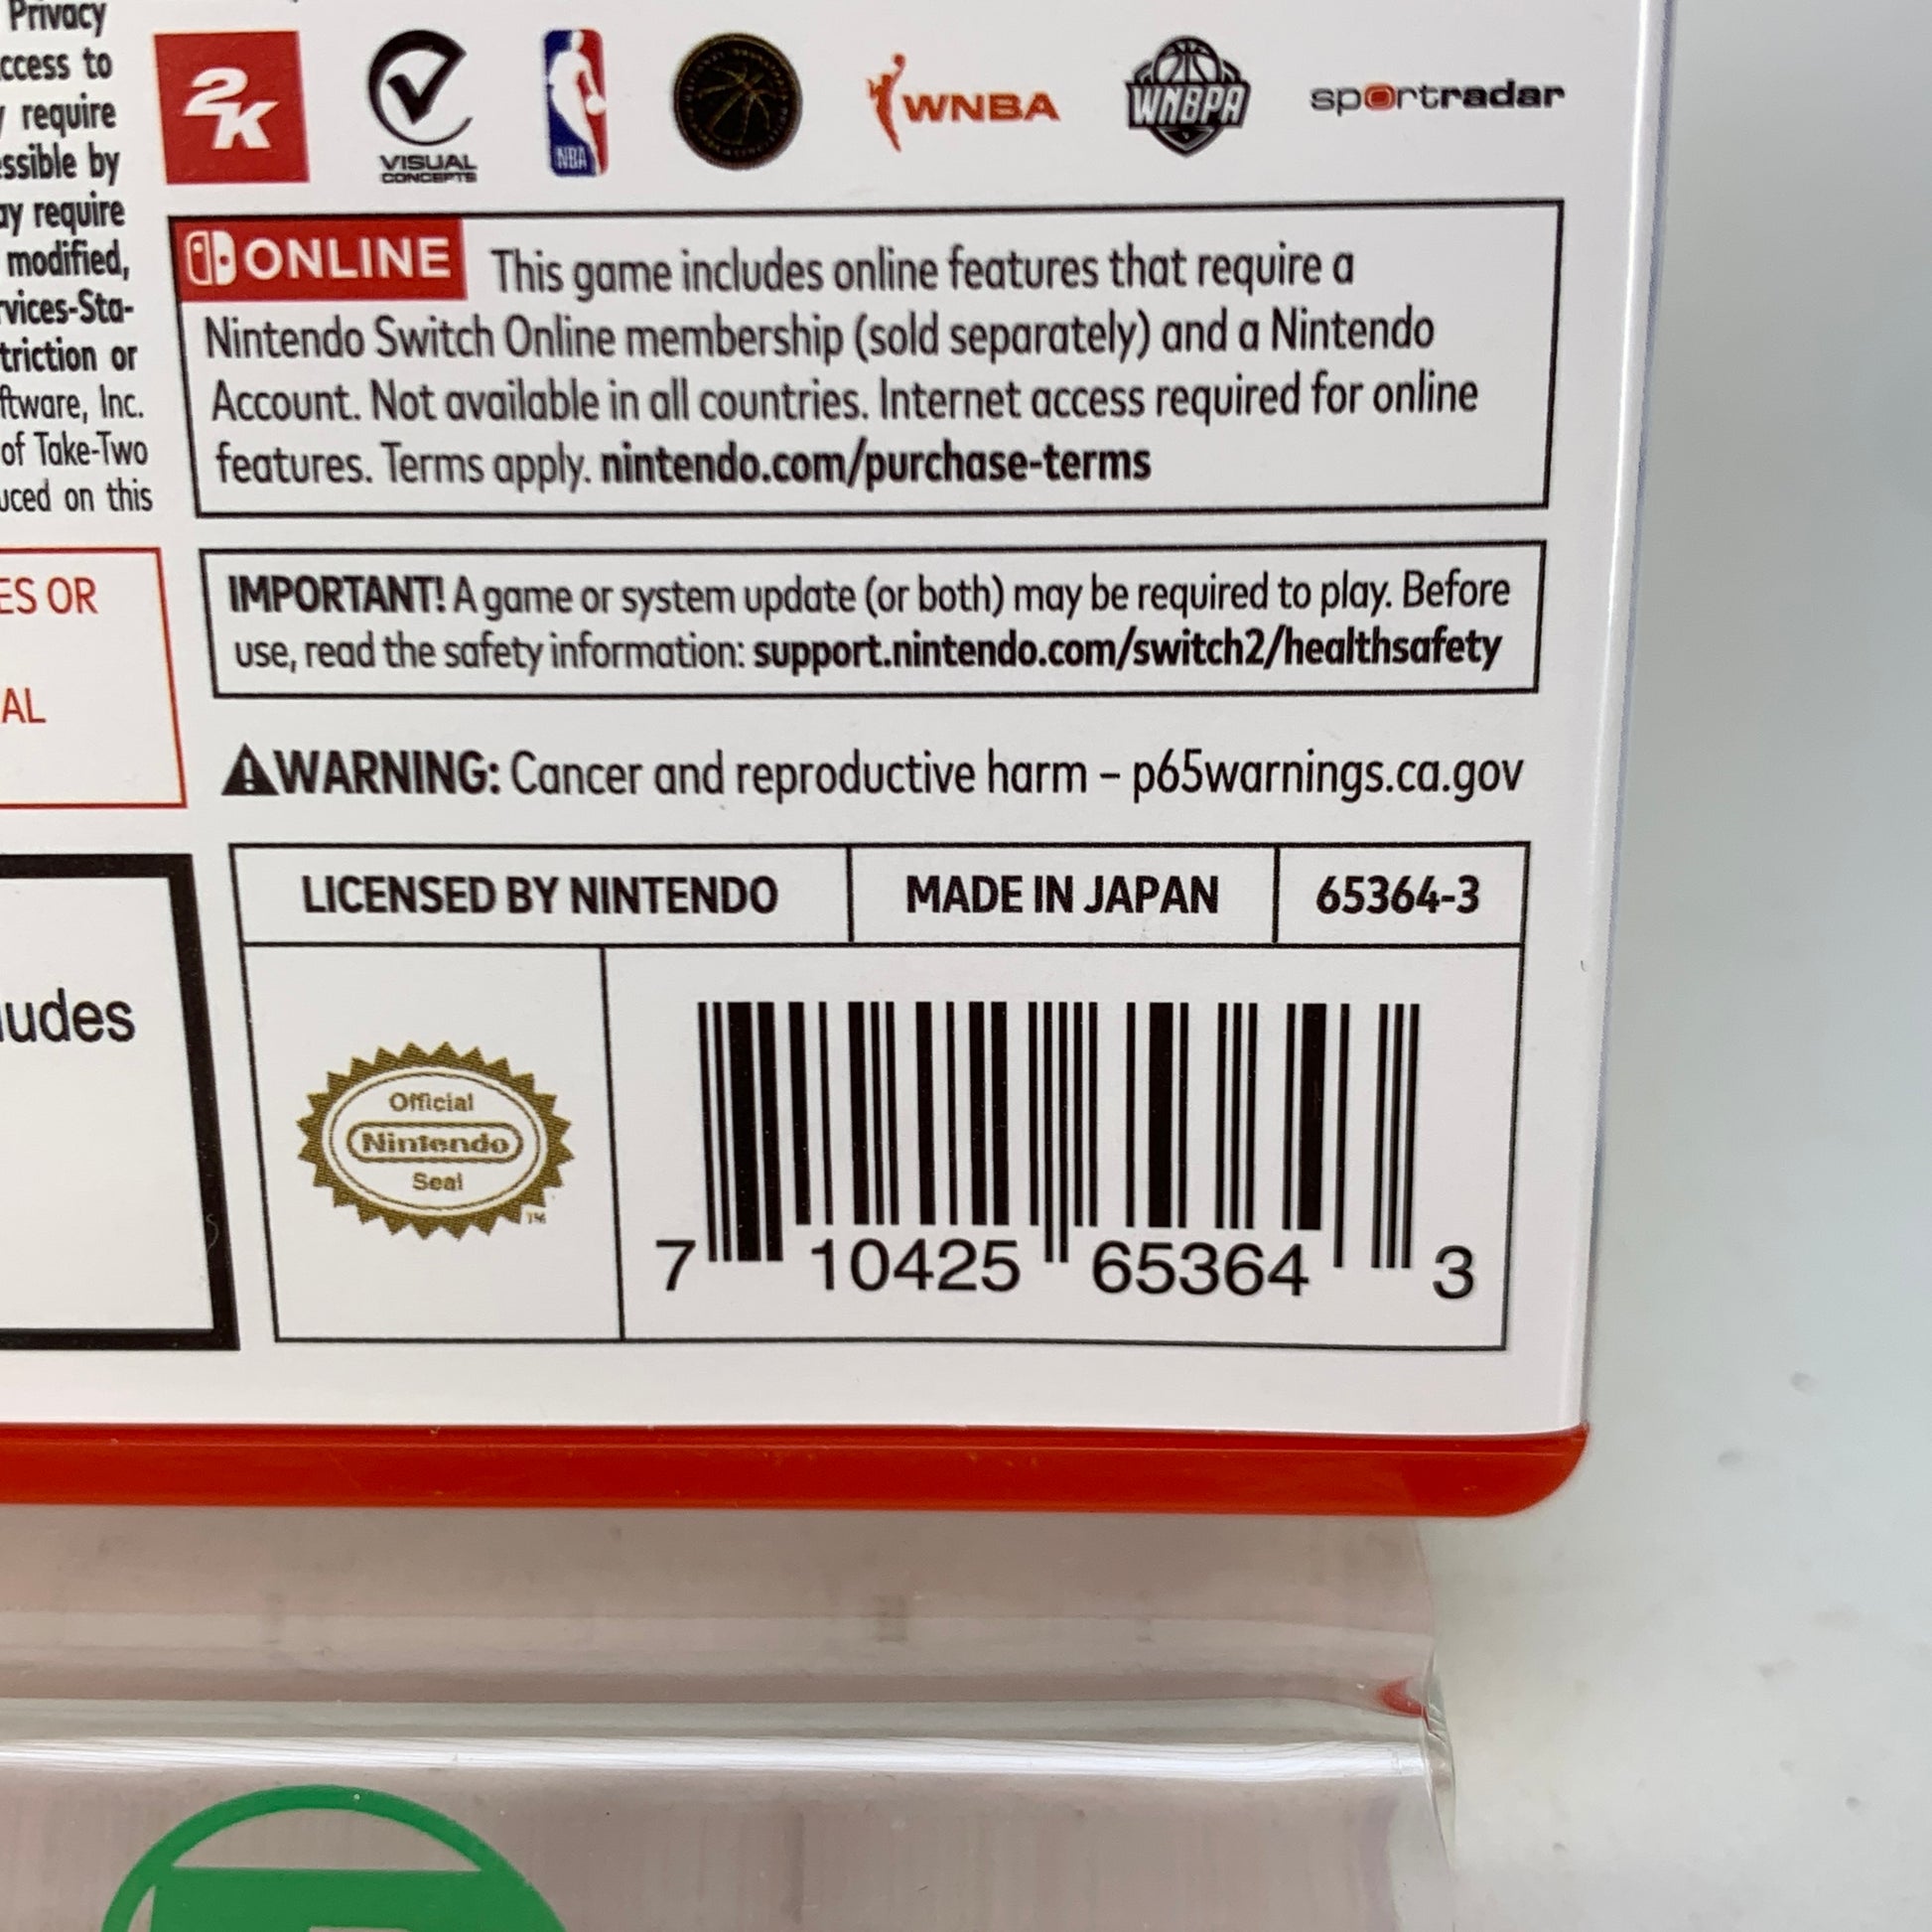 Privacy
ccess to
require
ssible by
ay require
modified,
rvices-Sta-
triction or
ftware, Inc.
of Take-Two
uced on this
ES OR
AL
ludes
2K
VISUAL
CONCEPTS
NBA
WNBA
WNBPA
sportradar
ONLINE This game includes online features that require a
Nintendo Switch Online membership (sold separately) and a Nintendo
Account. Not available in all countries. Internet access required for online
features. Terms apply. nintendo.com/purchase-terms
IMPORTANT! A game or system update (or both) may be required to play. Before
use, read the safety information: support.nintendo.com/switch2/healthsafety
WARNING: Cancer and reproductive harm – p65warnings.ca.gov
LICENSED BY NINTENDO MADE IN JAPAN 65364-3
Official
Nintendo
Seal
TM
7 10425 65364 3